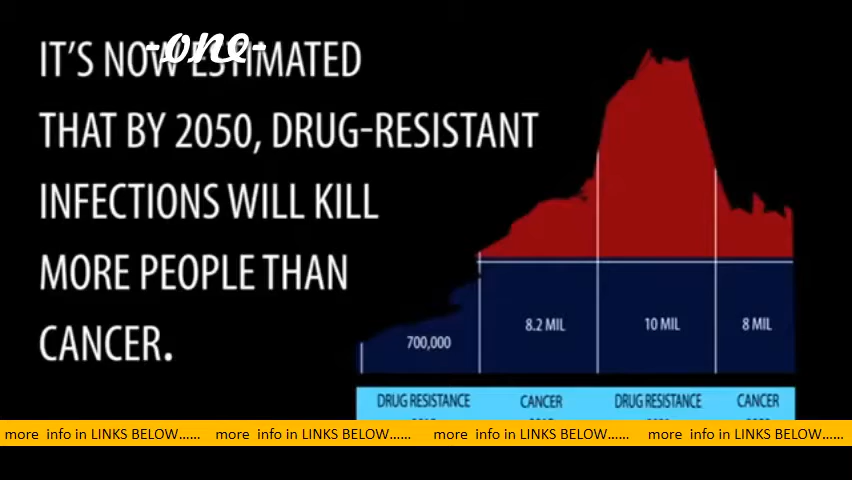 -one-
IT'S NOW ESTIMATED
THAT BY 2050, DRUG-RESISTANT
INFECTIONS WILL KILL
MORE PEOPLE THAN
CANCER.
700,000
8.2 MIL
10 MIL
8 MIL
DRUG RESISTANCE
CANCER
DRUG RESISTANCE
CANCER
more info in LINKS BELOW...... more info in LINKS BELOW...... more info in LINKS BELOW...... more info in LINKS BELOW......